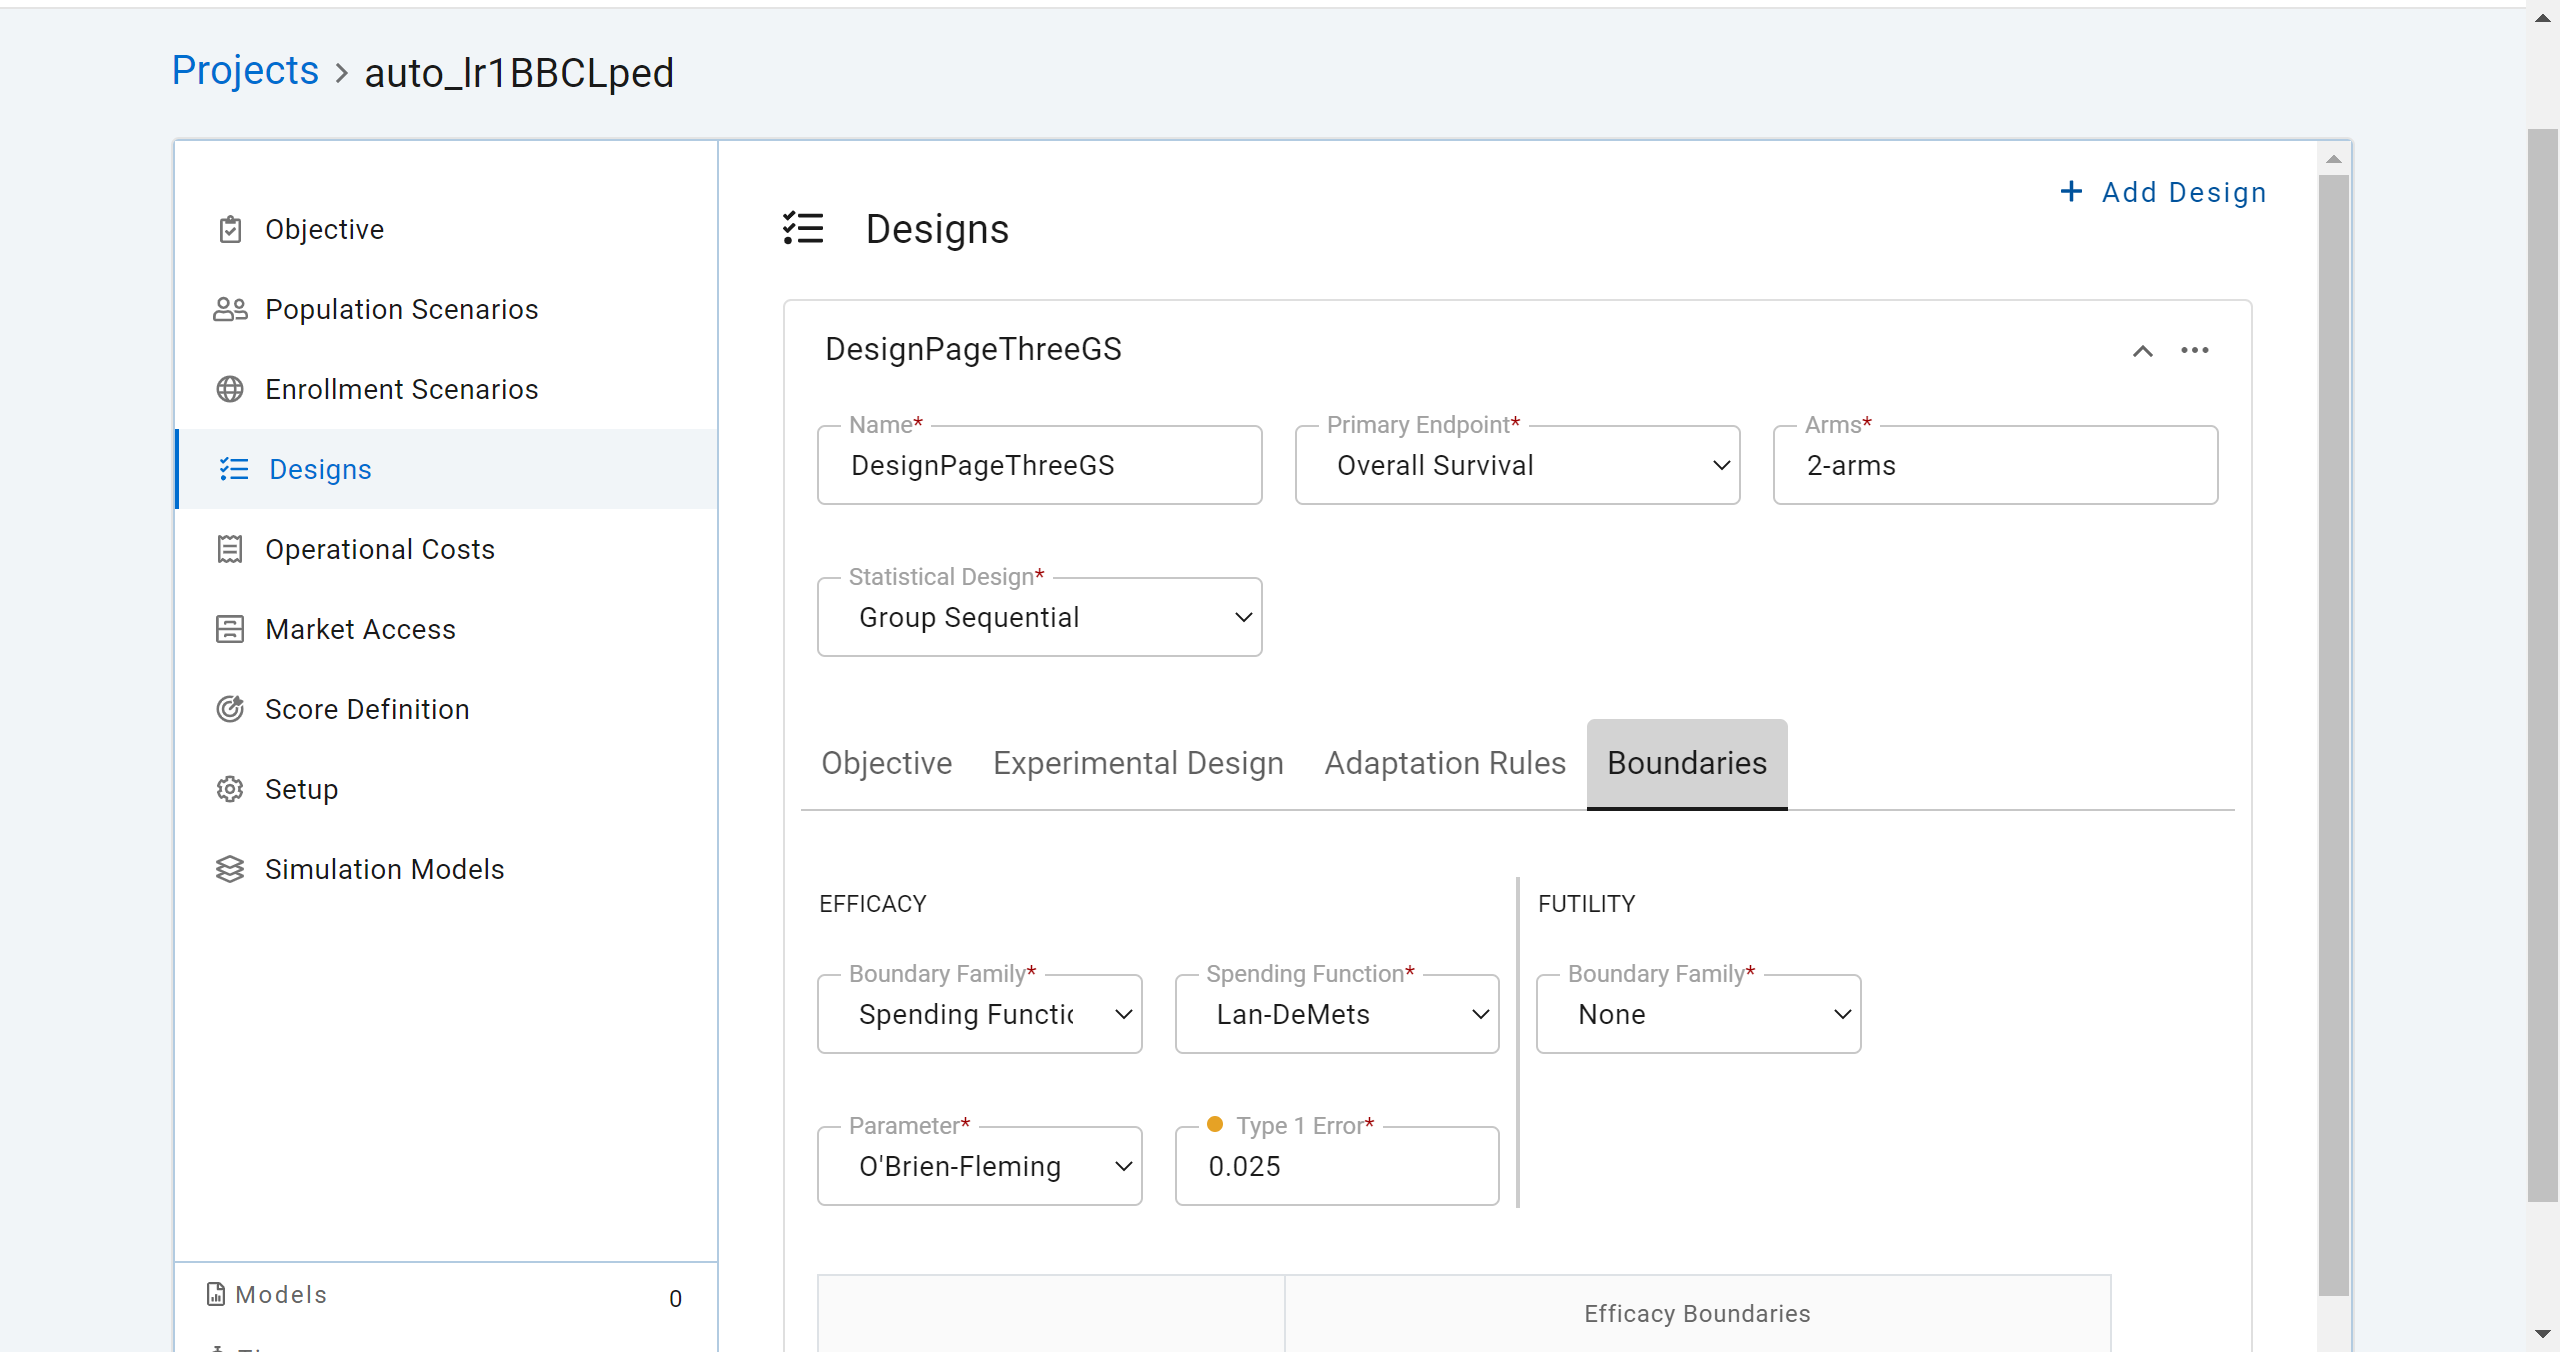 Projects > auto_lr1BBCLped
Objective
Population Scenarios
Enrollment Scenarios
Designs
Operational Costs
Market Access
Score Definition
Setup
Simulation Models
Models 0
+ Add Design
Designs
DesignPageThreeGS
Name*
DesignPageThreeGS
Primary Endpoint*
Overall Survival
Arms*
2-arms
Statistical Design*
Group Sequential
Objective Experimental Design Adaptation Rules Boundaries
EFFICACY
Boundary Family*
Spending Functic
Spending Function*
Lan-DeMets
Parameter*
O'Brien-Fleming
Type 1 Error*
0.025
FUTILITY
Boundary Family*
None
Efficacy Boundaries